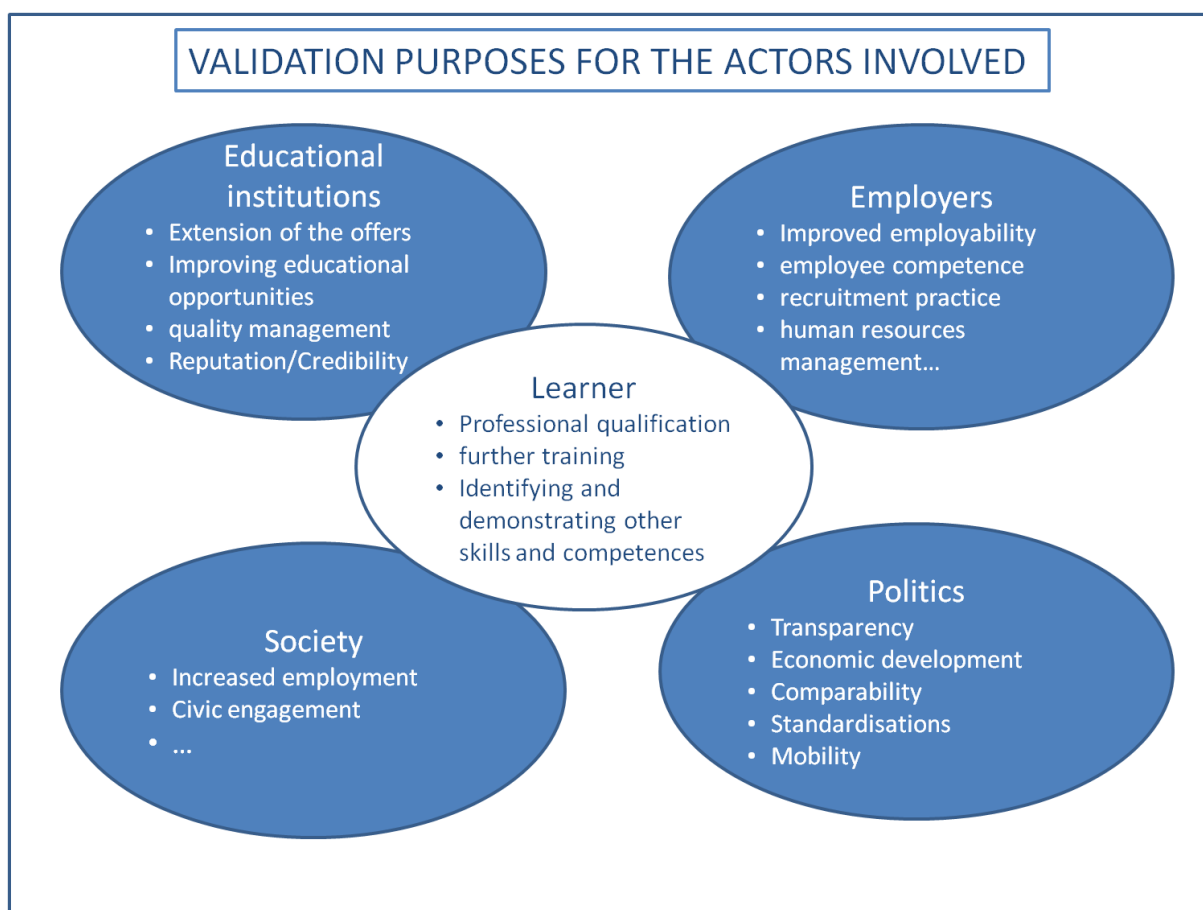 VALIDATION PURPOSES FOR THE ACTORS INVOLVED
Educational
institutions
• Extension of the offers
• Improving educational
opportunities
• quality management
• Reputation/Credibility
Employers
• Improved employability
• employee competence
• recruitment practice
• human resources
management...
Learner
• Professional qualification
• further training
• Identifying and
demonstrating other
skills and competences
Society
• Increased employment
• Civic engagement
• ...
Politics
• Transparency
• Economic development
• Comparability
• Standardisations
• Mobility